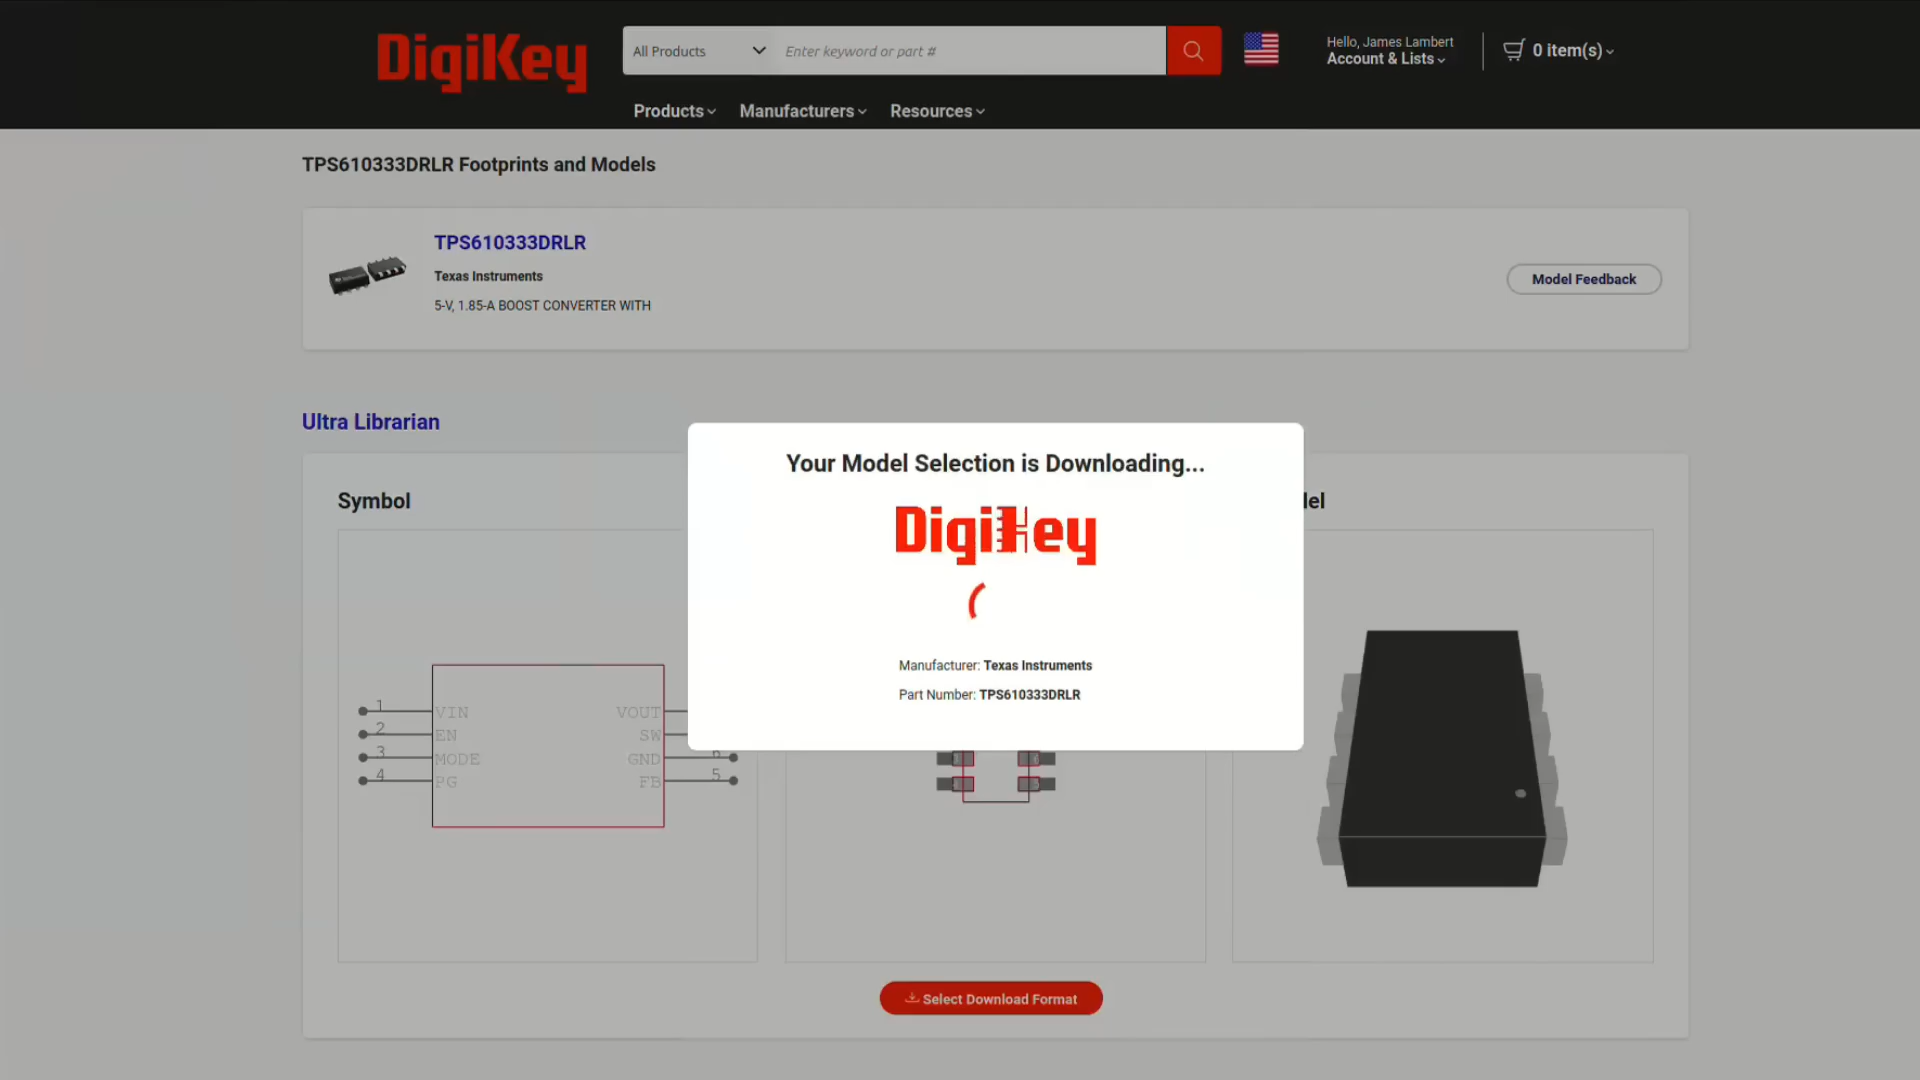 DigiKey
All Products
Enter keyword or part #
Hello, James Lambert
Account & Lists
0 item(s)
Products
Manufacturers
Resources
TPS610333DRLR Footprints and Models
TPS610333DRLR
Texas Instruments
5-V, 1.85-A BOOST CONVERTER WITH
Model Feedback
Ultra Librarian
Your Model Selection is Downloading...
DigiKey
Manufacturer: Texas Instruments
Part Number: TPS610333DRLR
Symbol
1 VIN VOUT
2 EN SW
3 MODE GND
4 PG FB 5
Select Download Format